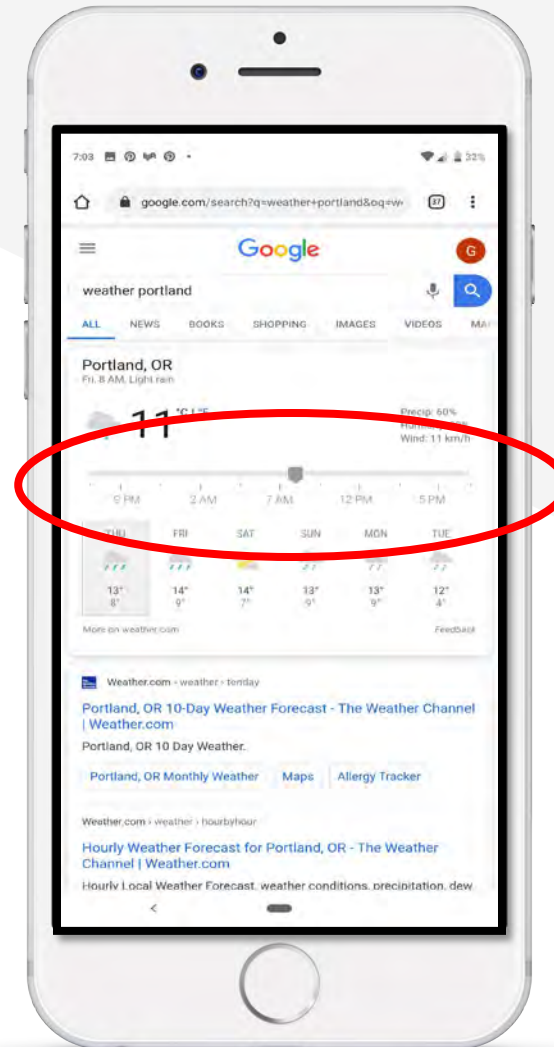 7:03 32%
google.com/search?q=weather+portland&oq=w 37
Google G
weather portland
ALL NEWS BOOKS SHOPPING IMAGES VIDEOS
Portland, OR
Fri, 8 AM, Light rain
11 °C | °F
Precip: 60%
Wind: 11 km/h
9 PM 2 AM 7 AM 12 PM 5 PM
THU FRI SAT SUN MON TUE
13° 14° 14° 13° 13° 12°
8° 9° 7° 9° 9° 4°
More on weather.com Feedback
Weather.com › weather › tenday
Portland, OR 10-Day Weather Forecast - The Weather Channel
| Weather.com
Portland, OR 10 Day Weather.
Portland, OR Monthly Weather Maps Allergy Tracker
Weather.com › weather › hourbyhour
Hourly Weather Forecast for Portland, OR - The Weather
Channel | Weather.com
Hourly Local Weather Forecast, weather conditions, precipitation, dew